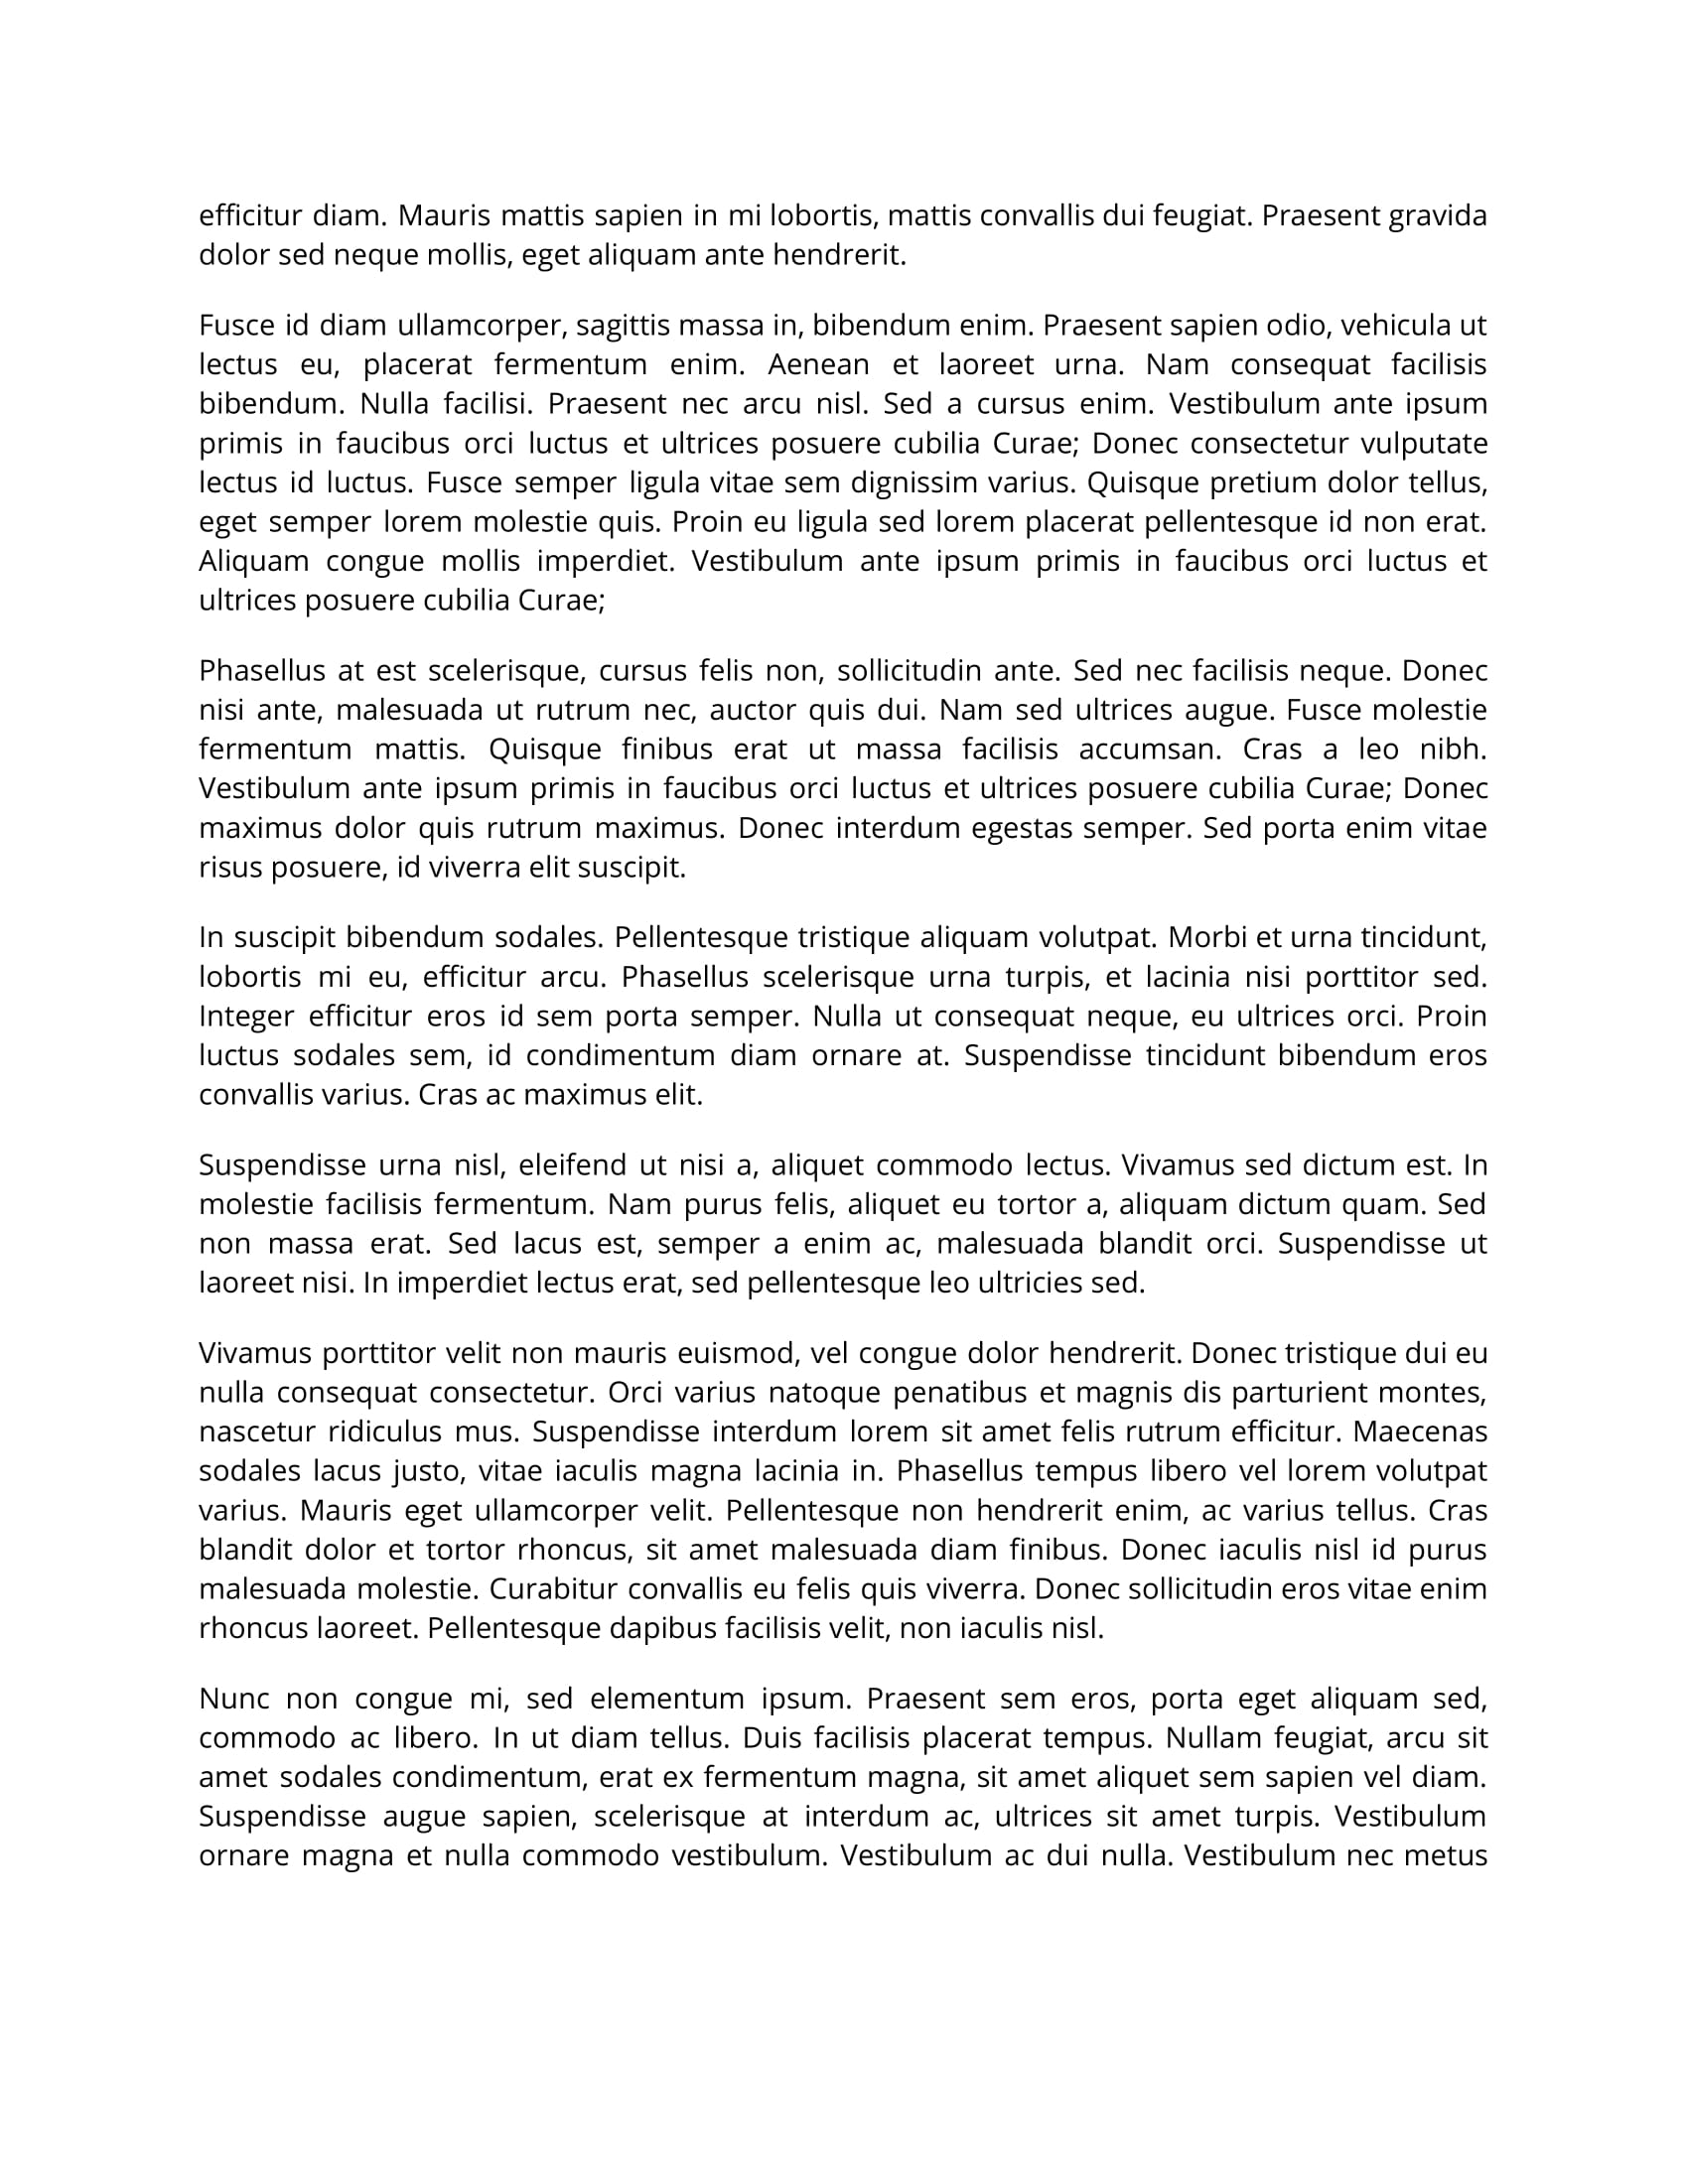 efficitur diam. Mauris mattis sapien in mi lobortis, mattis convallis dui feugiat. Praesent gravida
dolor sed neque mollis, eget aliquam ante hendrerit.
Fusce id diam ullamcorper, sagittis massa in, bibendum enim. Praesent sapien odio, vehicula ut
lectus eu, placerat fermentum enim. Aenean et laoreet urna. Nam consequat facilisis
bibendum. Nulla facilisi. Praesent nec arcu nisl. Sed a cursus enim. Vestibulum ante ipsum
primis in faucibus orci luctus et ultrices posuere cubilia Curae; Donec consectetur vulputate
lectus id luctus. Fusce semper ligula vitae sem dignissim varius. Quisque pretium dolor tellus,
eget semper lorem molestie quis. Proin eu ligula sed lorem placerat pellentesque id non erat.
Aliquam congue mollis imperdiet. Vestibulum ante ipsum primis in faucibus orci luctus et
ultrices posuere cubilia Curae;
Phasellus at est scelerisque, cursus felis non, sollicitudin ante. Sed nec facilisis neque. Donec
nisi ante, malesuada ut rutrum nec, auctor quis dui. Nam sed ultrices augue. Fusce molestie
fermentum mattis. Quisque finibus erat ut massa facilisis accumsan. Cras a leo nibh.
Vestibulum ante ipsum primis in faucibus orci luctus et ultrices posuere cubilia Curae; Donec
maximus dolor quis rutrum maximus. Donec interdum egestas semper. Sed porta enim vitae
risus posuere, id viverra elit suscipit.
In suscipit bibendum sodales. Pellentesque tristique aliquam volutpat. Morbi et urna tincidunt,
lobortis mi eu, efficitur arcu. Phasellus scelerisque urna turpis, et lacinia nisi porttitor sed.
Integer efficitur eros id sem porta semper. Nulla ut consequat neque, eu ultrices orci. Proin
luctus sodales sem, id condimentum diam ornare at. Suspendisse tincidunt bibendum eros
convallis varius. Cras ac maximus elit.
Suspendisse urna nisl, eleifend ut nisi a, aliquet commodo lectus. Vivamus sed dictum est. In
molestie facilisis fermentum. Nam purus felis, aliquet eu tortor a, aliquam dictum quam. Sed
non massa erat. Sed lacus est, semper a enim ac, malesuada blandit orci. Suspendisse ut
laoreet nisi. In imperdiet lectus erat, sed pellentesque leo ultricies sed.
Vivamus porttitor velit non mauris euismod, vel congue dolor hendrerit. Donec tristique dui eu
nulla consequat consectetur. Orci varius natoque penatibus et magnis dis parturient montes,
nascetur ridiculus mus. Suspendisse interdum lorem sit amet felis rutrum efficitur. Maecenas
sodales lacus justo, vitae iaculis magna lacinia in. Phasellus tempus libero vel lorem volutpat
varius. Mauris eget ullamcorper velit. Pellentesque non hendrerit enim, ac varius tellus. Cras
blandit dolor et tortor rhoncus, sit amet malesuada diam finibus. Donec iaculis nisl id purus
malesuada molestie. Curabitur convallis eu felis quis viverra. Donec sollicitudin eros vitae enim
rhoncus laoreet. Pellentesque dapibus facilisis velit, non iaculis nisl.
Nunc non congue mi, sed elementum ipsum. Praesent sem eros, porta eget aliquam sed,
commodo ac libero. In ut diam tellus. Duis facilisis placerat tempus. Nullam feugiat, arcu sit
amet sodales condimentum, erat ex fermentum magna, sit amet aliquet sem sapien vel diam.
Suspendisse augue sapien, scelerisque at interdum ac, ultrices sit amet turpis. Vestibulum
ornare magna et nulla commodo vestibulum. Vestibulum ac dui nulla. Vestibulum nec metus